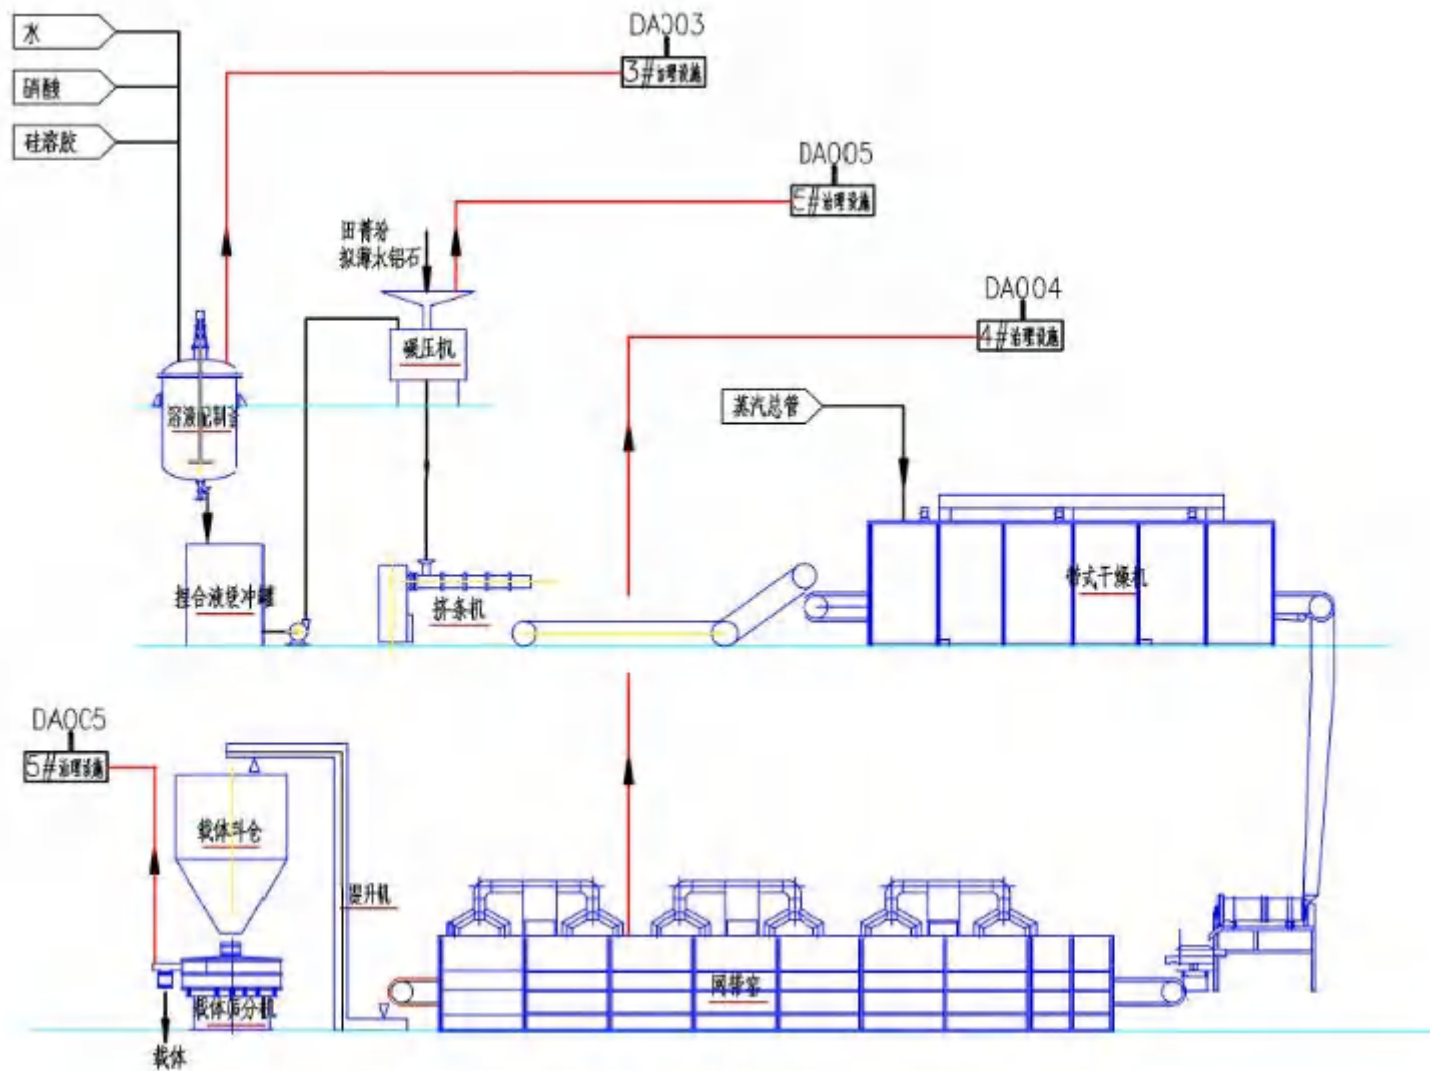 水
硝酸
硅溶胶
DA003
3#治理设施
DA005
5#治理设施
田菁粉
拟薄水铝石
DA004
4#治理设施
碾压机
蒸汽总管
溶液配制釜
捏合液缓冲罐
挤条机
带式干燥机
DA005
5#治理设施
载体料仓
提升机
网带窑
载体筛分机
载体